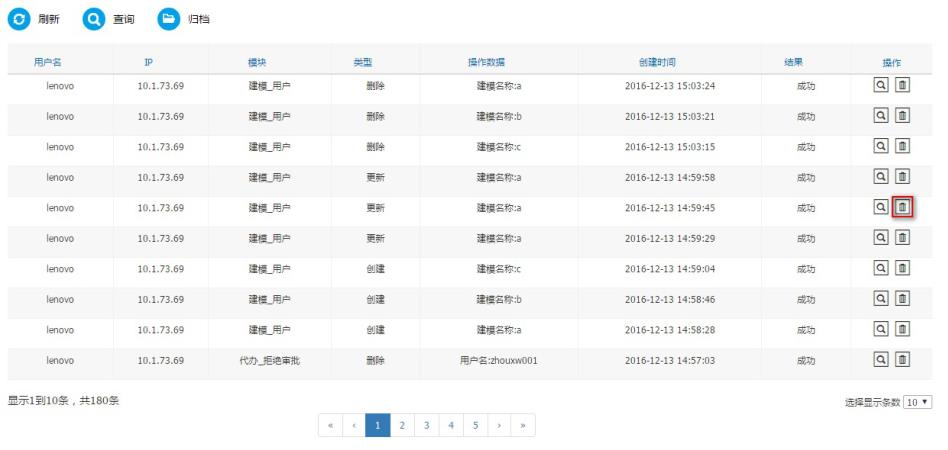 刷新 查询 归档
用户名 IP 模块 类型 操作数据 创建时间 结果 操作
lenovo 10.1.73.69 建模_用户 删除 建模名称:a 2016-12-13 15:03:24 成功
lenovo 10.1.73.69 建模_用户 删除 建模名称:b 2016-12-13 15:03:21 成功
lenovo 10.1.73.69 建模_用户 删除 建模名称:c 2016-12-13 15:03:15 成功
lenovo 10.1.73.69 建模_用户 更新 建模名称:a 2016-12-13 14:59:58 成功
lenovo 10.1.73.69 建模_用户 更新 建模名称:a 2016-12-13 14:59:45 成功
lenovo 10.1.73.69 建模_用户 更新 建模名称:a 2016-12-13 14:59:29 成功
lenovo 10.1.73.69 建模_用户 创建 建模名称:c 2016-12-13 14:59:04 成功
lenovo 10.1.73.69 建模_用户 创建 建模名称:b 2016-12-13 14:58:46 成功
lenovo 10.1.73.69 建模_用户 创建 建模名称:a 2016-12-13 14:58:28 成功
lenovo 10.1.73.69 代办_拒绝审批 删除 用户名:zhouxw001 2016-12-13 14:57:03 成功
显示1到10条，共180条 选择显示条数 10
« ‹ 1 2 3 4 5 › »